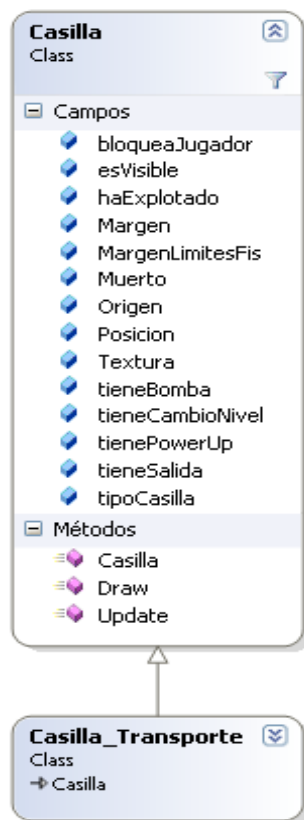 Casilla
Class
Campos
bloqueaJugador
esVisible
haExplotado
Margen
MargenLimitesFis
Muerto
Origen
Posicion
Textura
tieneBomba
tieneCambioNivel
tienePowerUp
tieneSalida
tipoCasilla
Métodos
Casilla
Draw
Update
Casilla_Transporte
Class
Casilla